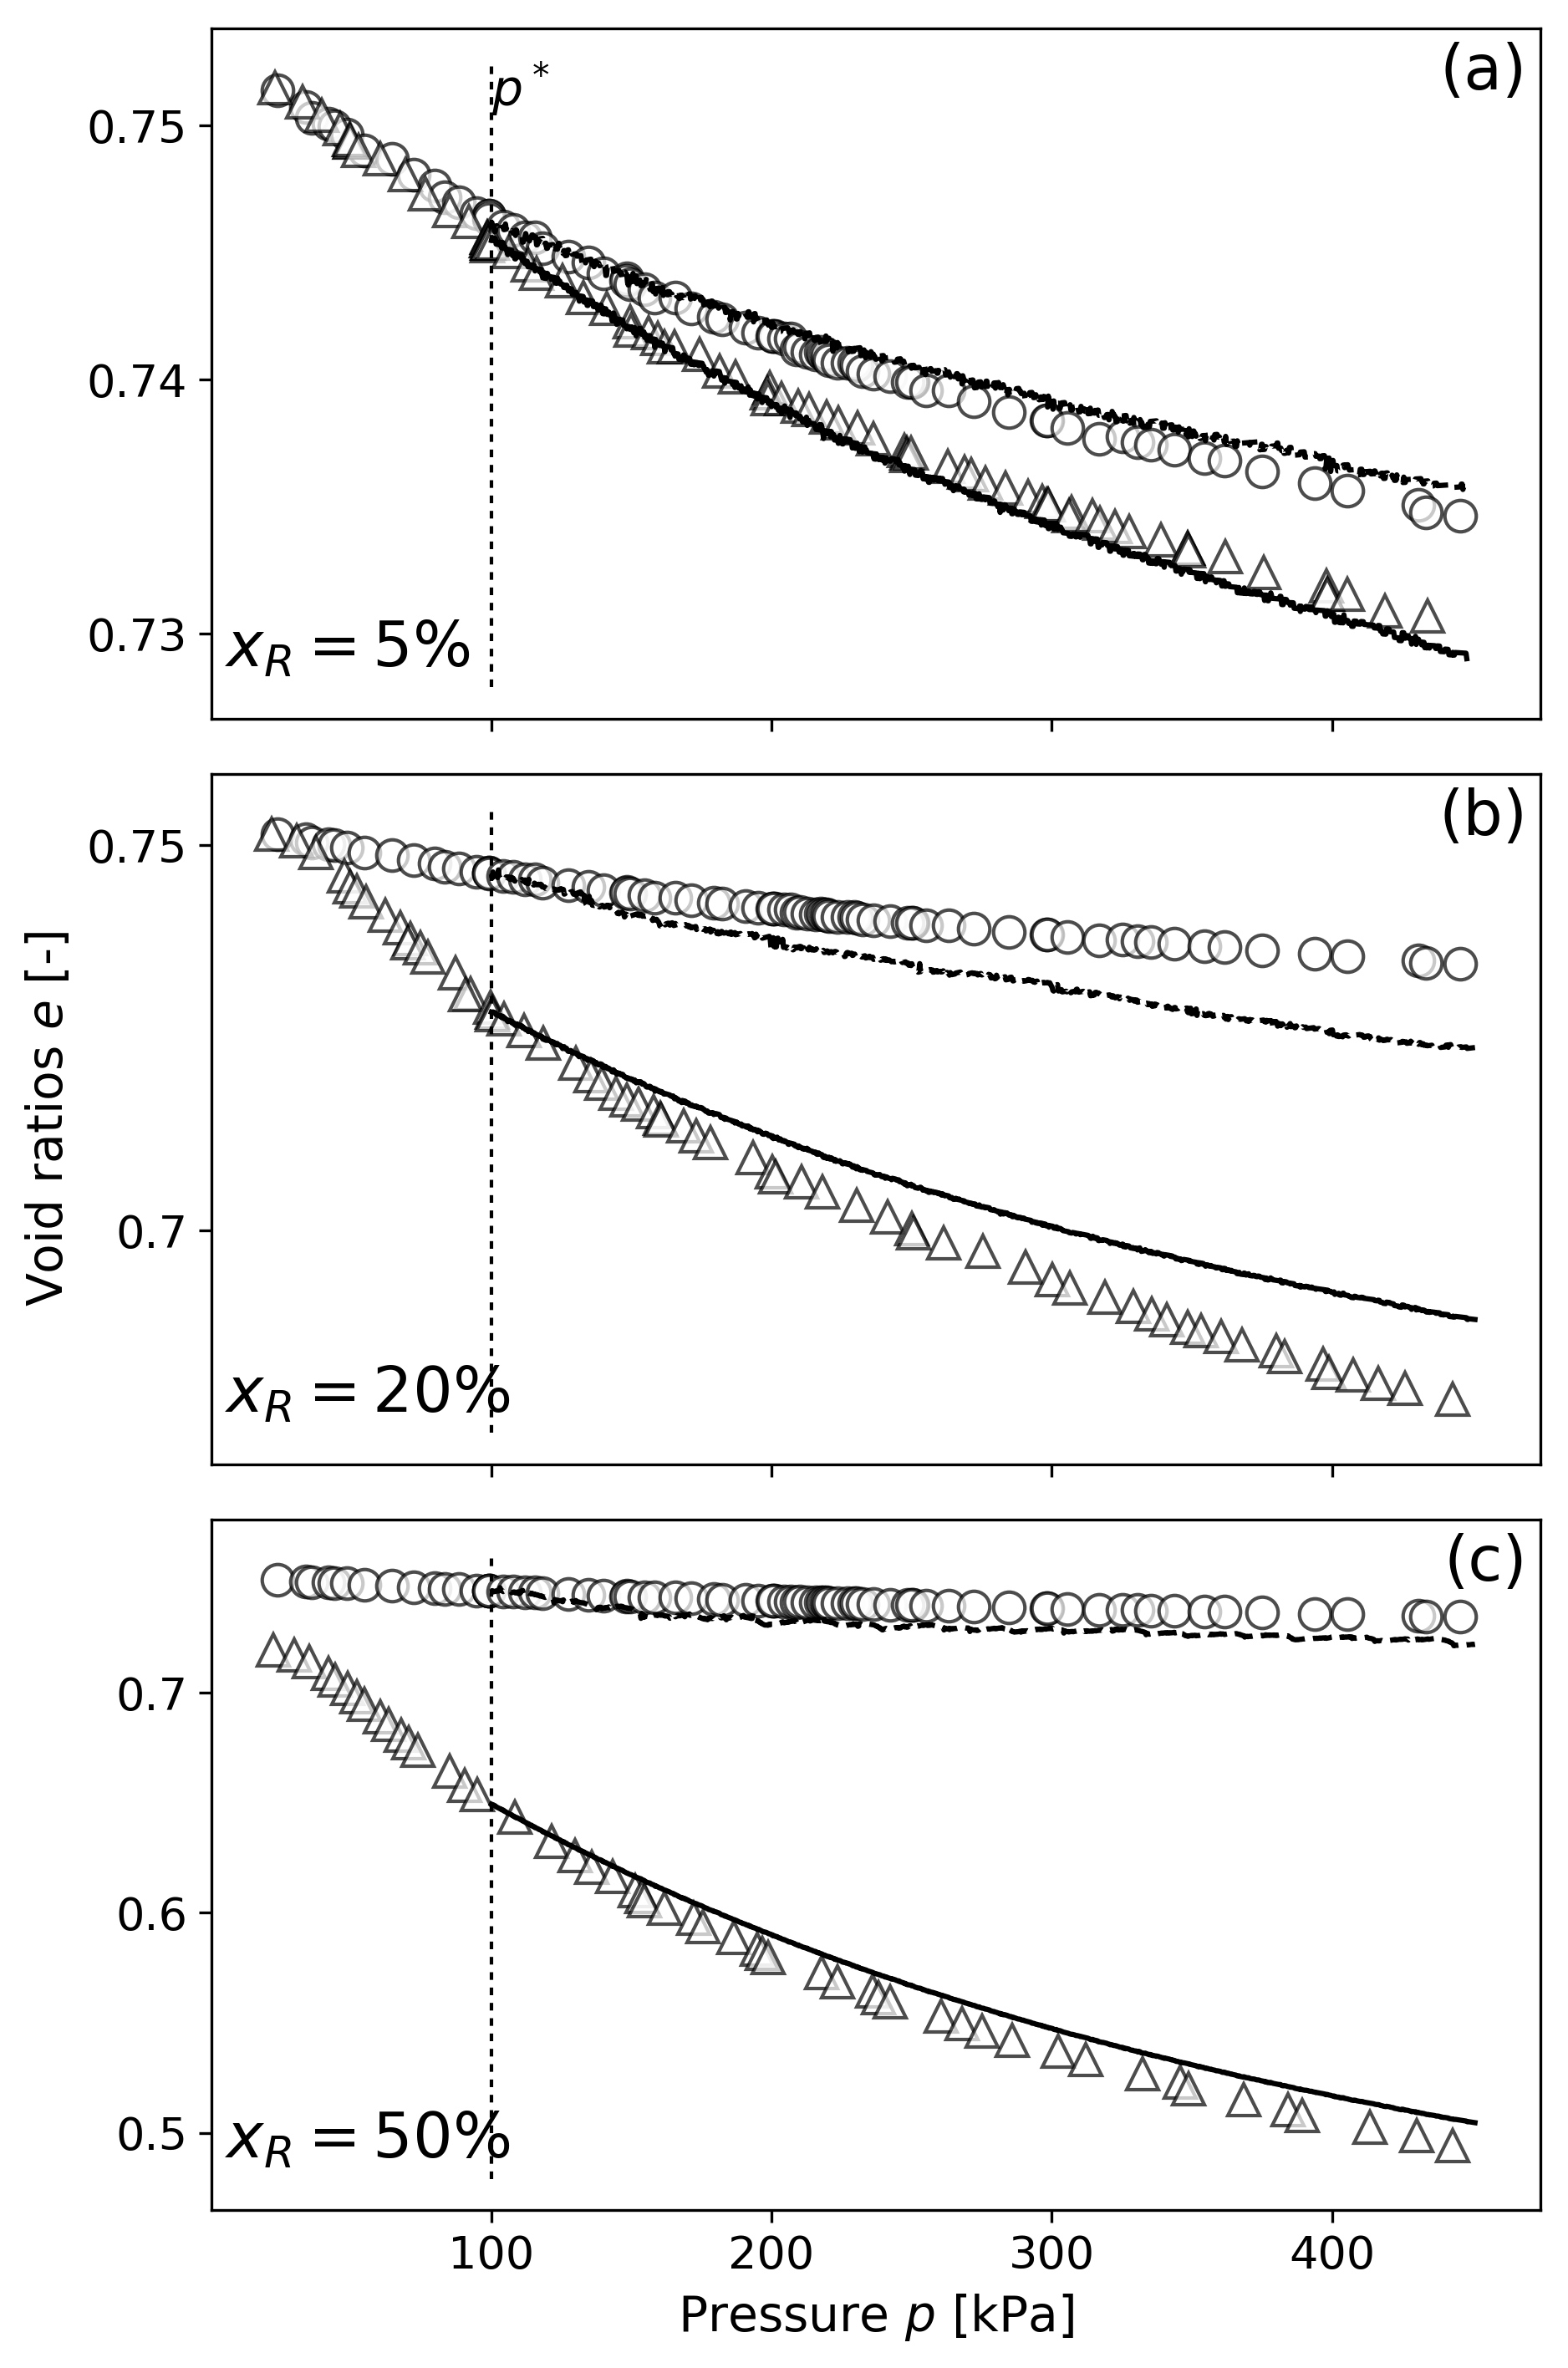 (a)
p*
0.75
0.74
0.73
x_R = 5%
(b)
0.75
0.7
x_R = 20%
Void ratios e [-]
(c)
0.7
0.6
0.5
x_R = 50%
100 200 300 400
Pressure p [kPa]